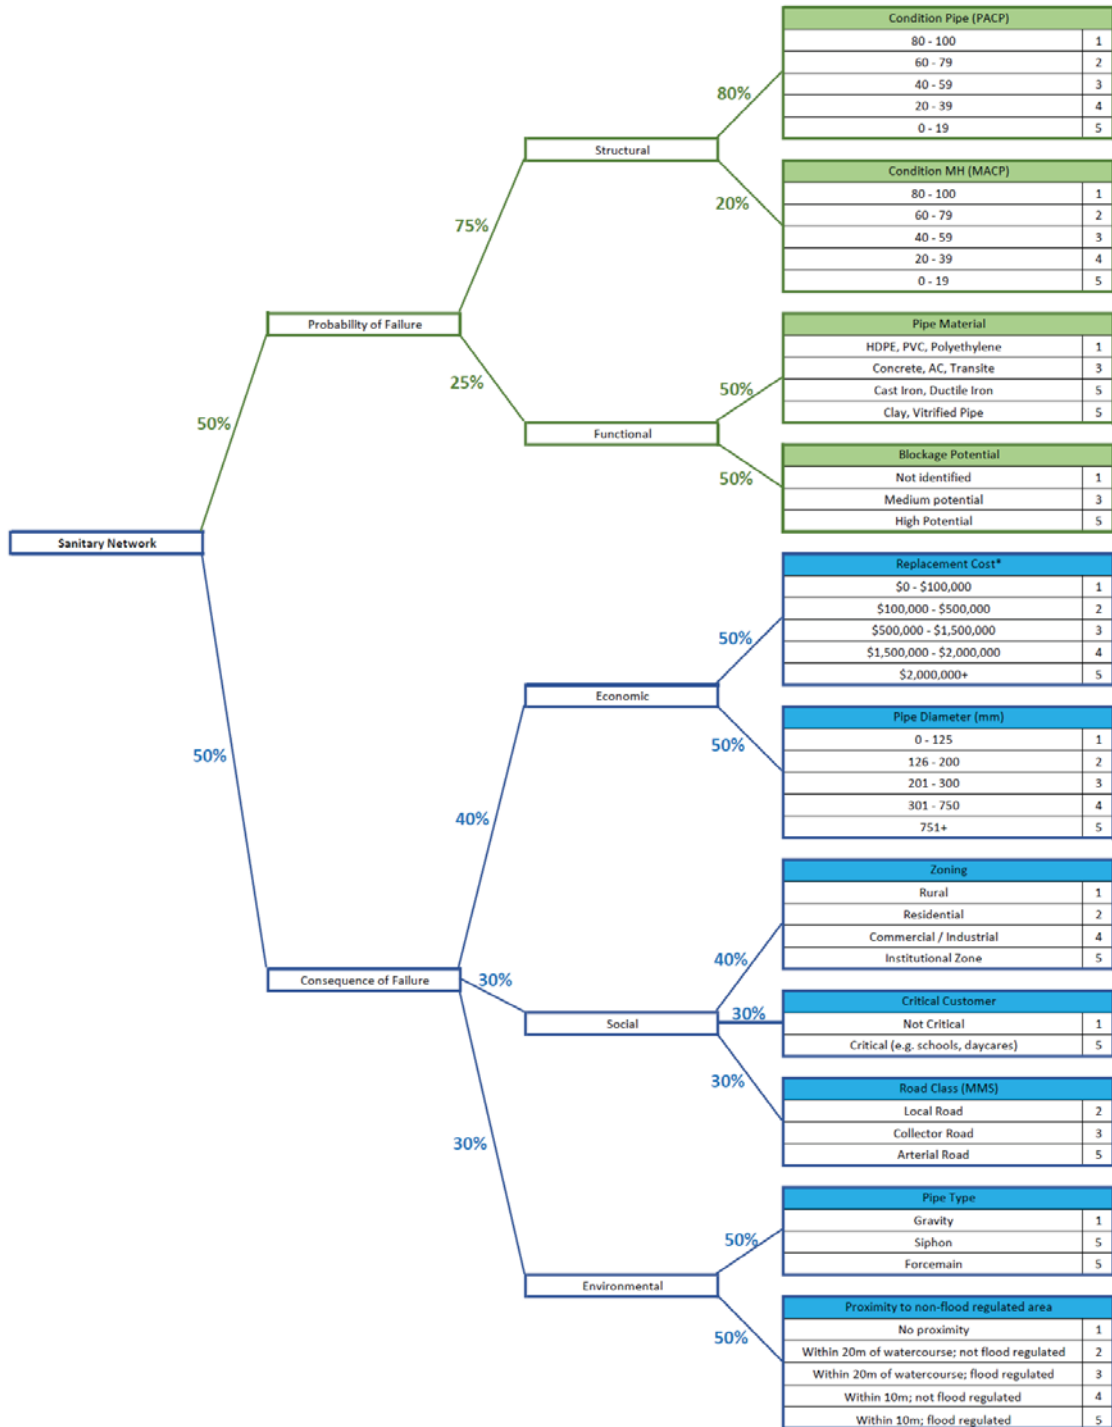 Condition Pipe (PACP)
80 - 100 1
60 - 79 2
40 - 59 3
20 - 39 4
0 - 19 5
80%
Structural
Condition MH (MACP)
80 - 100 1
60 - 79 2
40 - 59 3
20 - 39 4
0 - 19 5
20%
75%
Probability of Failure
Pipe Material
HDPE, PVC, Polyethylene 1
Concrete, AC, Transite 3
Cast Iron, Ductile Iron 5
Clay, Vitrified Pipe 5
25%
50%
Functional
50%
50%
Blockage Potential
Not identified 1
Medium potential 3
High Potential 5
Sanitary Network
Replacement Cost*
$0 - $100,000 1
$100,000 - $500,000 2
$500,000 - $1,500,000 3
$1,500,000 - $2,000,000 4
$2,000,000+ 5
50%
Economic
50%
50%
Pipe Diameter (mm)
0 - 125 1
126 - 200 2
201 - 300 3
301 - 750 4
751+ 5
40%
Zoning
Rural 1
Residential 2
Commercial / Industrial 4
Institutional Zone 5
40%
Consequence of Failure
30%
Social
30%
Critical Customer
Not Critical 1
Critical (e.g. schools, daycares) 5
30%
Road Class (MMS)
Local Road 2
Collector Road 3
Arterial Road 5
30%
Pipe Type
Gravity 1
Siphon 5
Forcemain 5
50%
Environmental
50%
Proximity to non-flood regulated area
No proximity 1
Within 20m of watercourse; not flood regulated 2
Within 20m of watercourse; flood regulated 3
Within 10m; not flood regulated 4
Within 10m; flood regulated 5